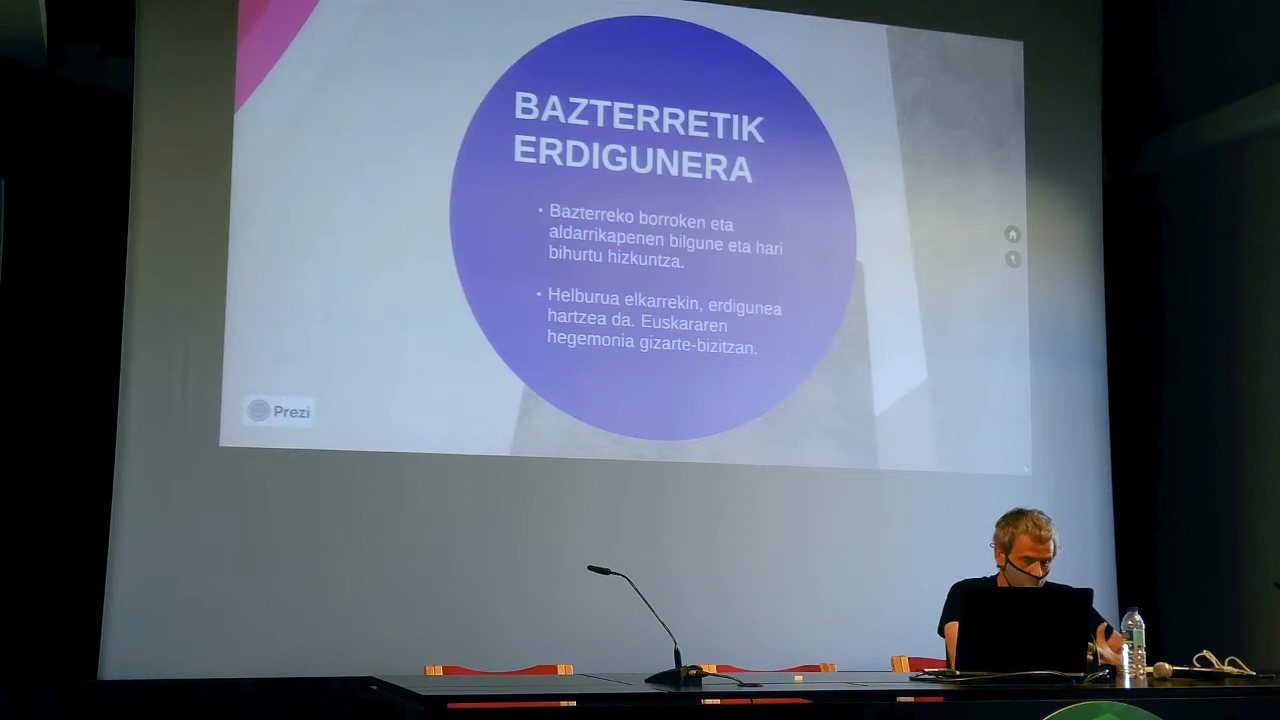 BAZTERRETIK
ERDIGUNERA
• Bazterreko borroken eta
aldarrikapenen bilgune eta hari
bihurtu hizkuntza.
• Helburua elkarrekin, erdigunea
hartzea da. Euskararen
hegemonia gizarte-bizitzan.
Prezi